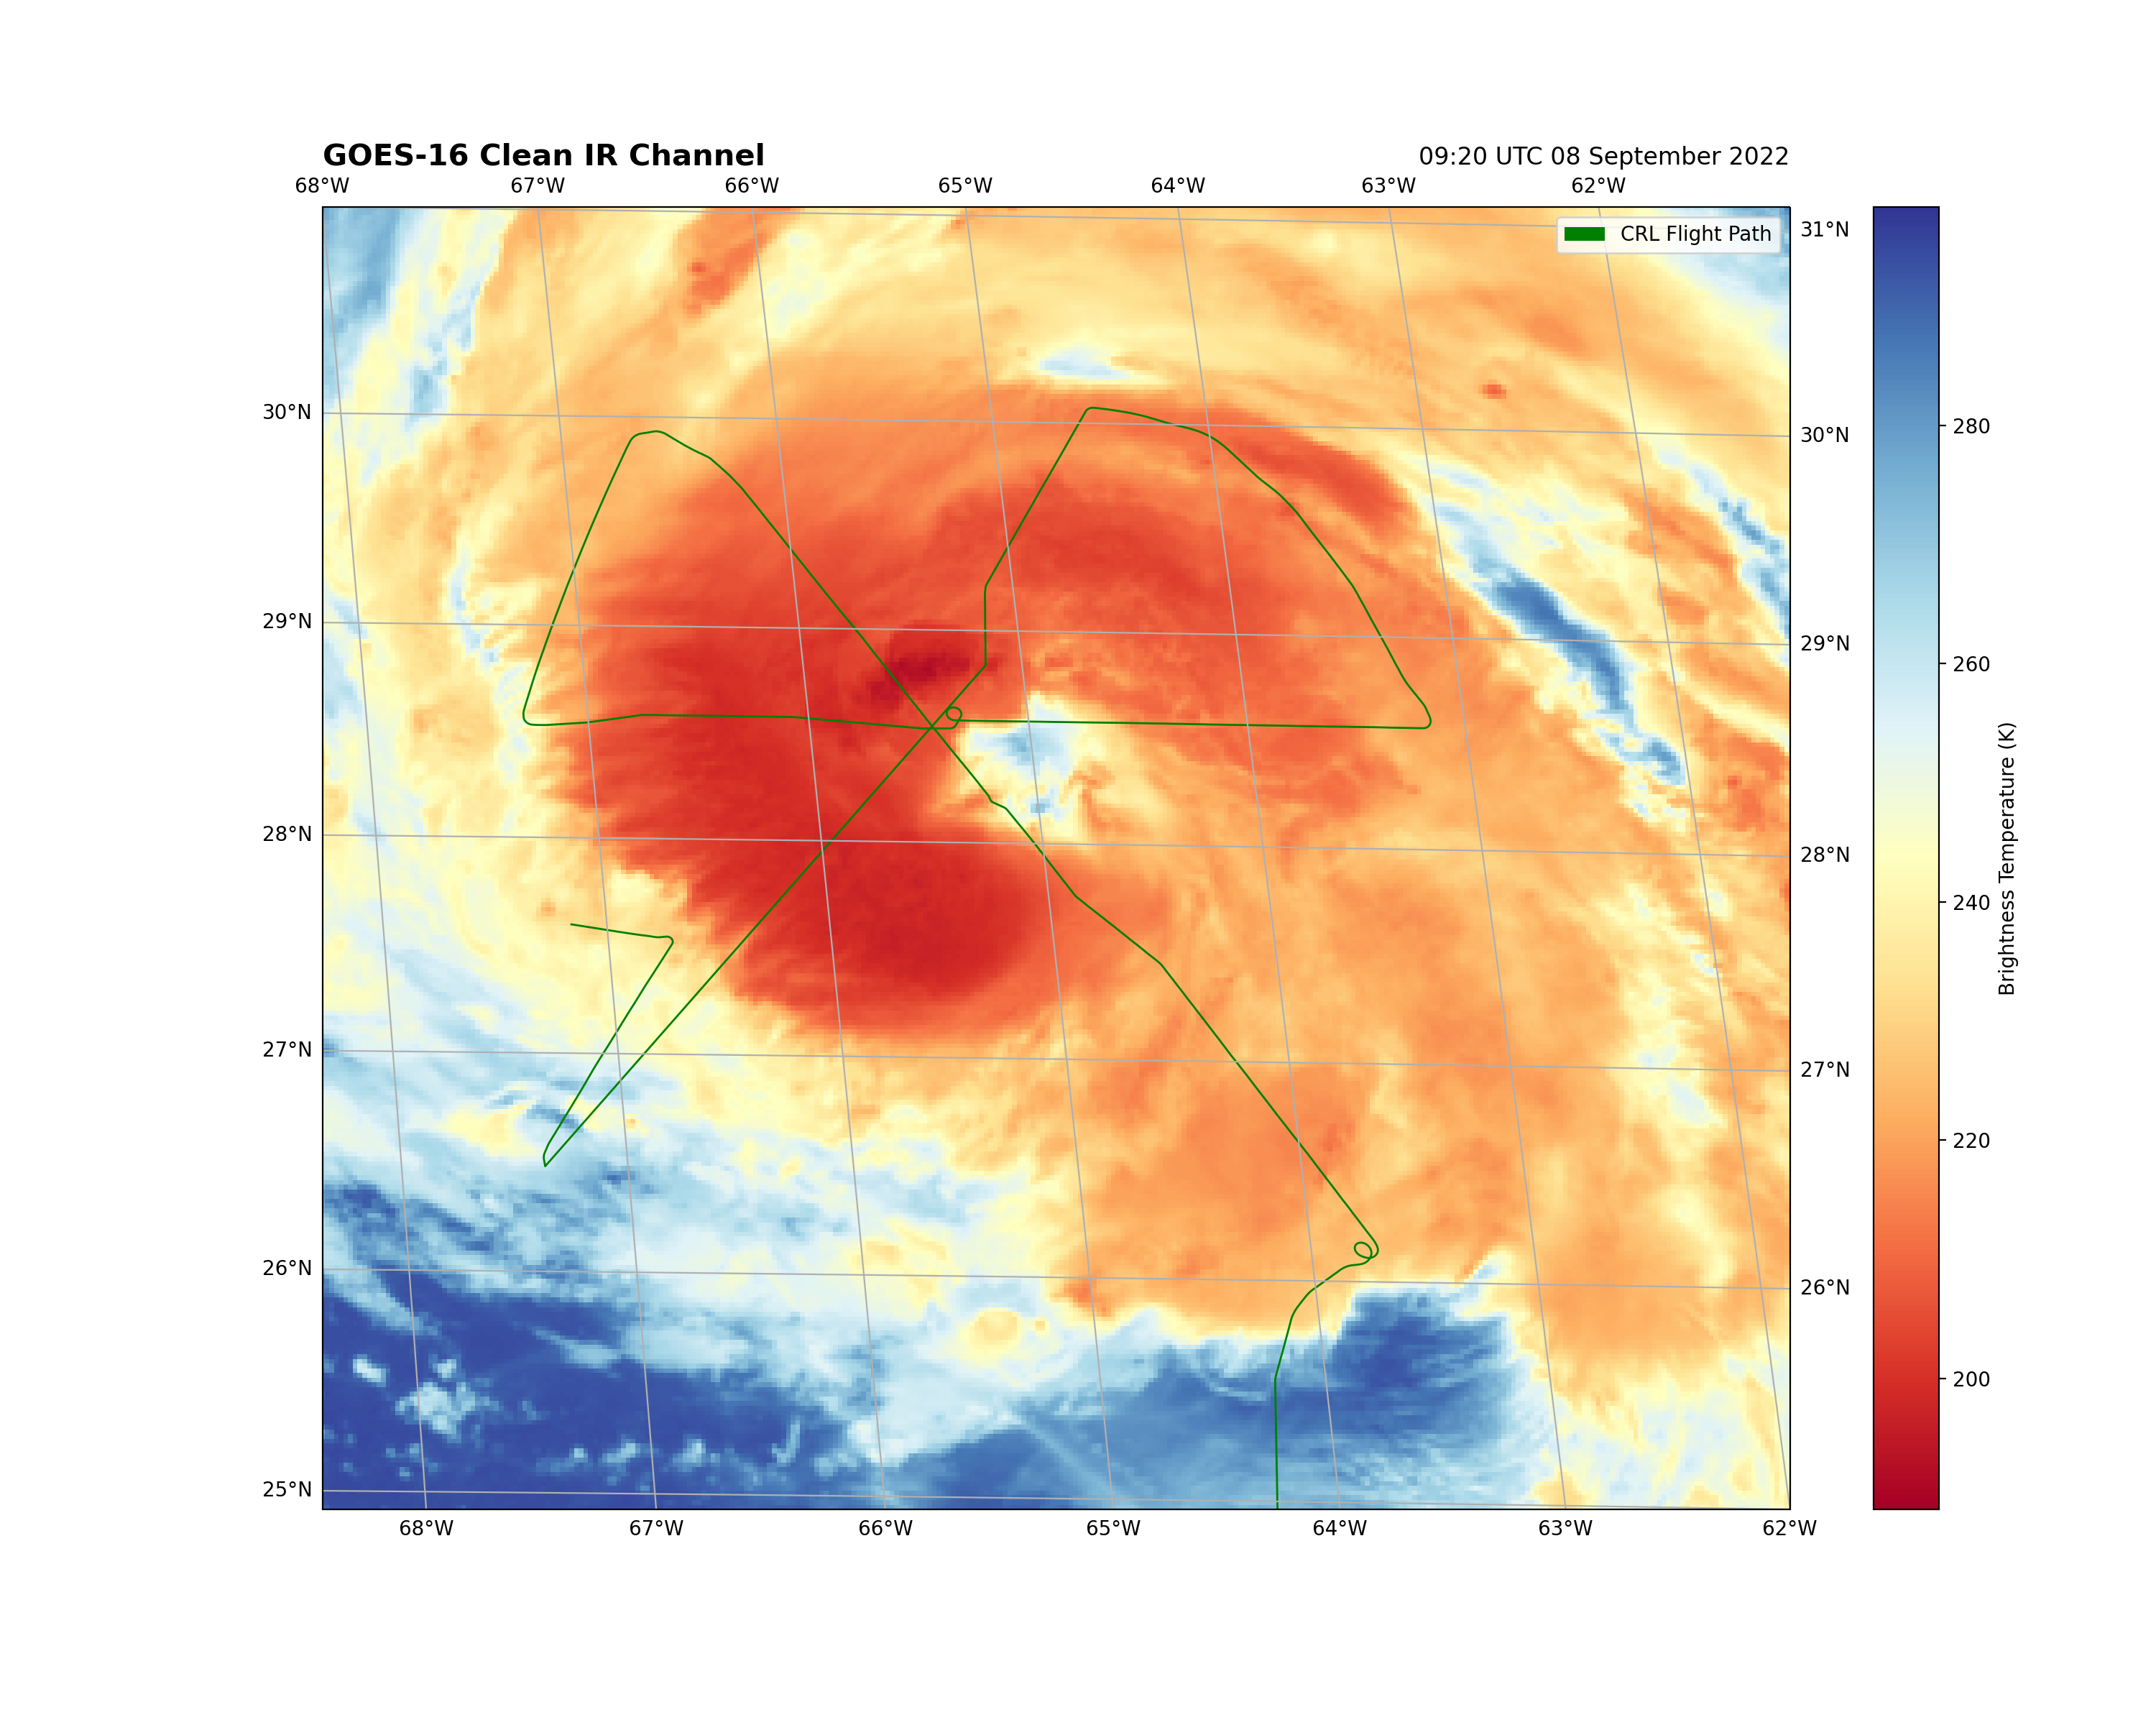 GOES-16 Clean IR Channel
09:20 UTC 08 September 2022
68°W 67°W 66°W 65°W 64°W 63°W 62°W
CRL Flight Path
31°N
30°N 30°N
29°N 29°N
28°N 28°N
27°N 27°N
26°N 26°N
25°N
68°W 67°W 66°W 65°W 64°W 63°W 62°W
280
260
240
220
200
Brightness Temperature (K)